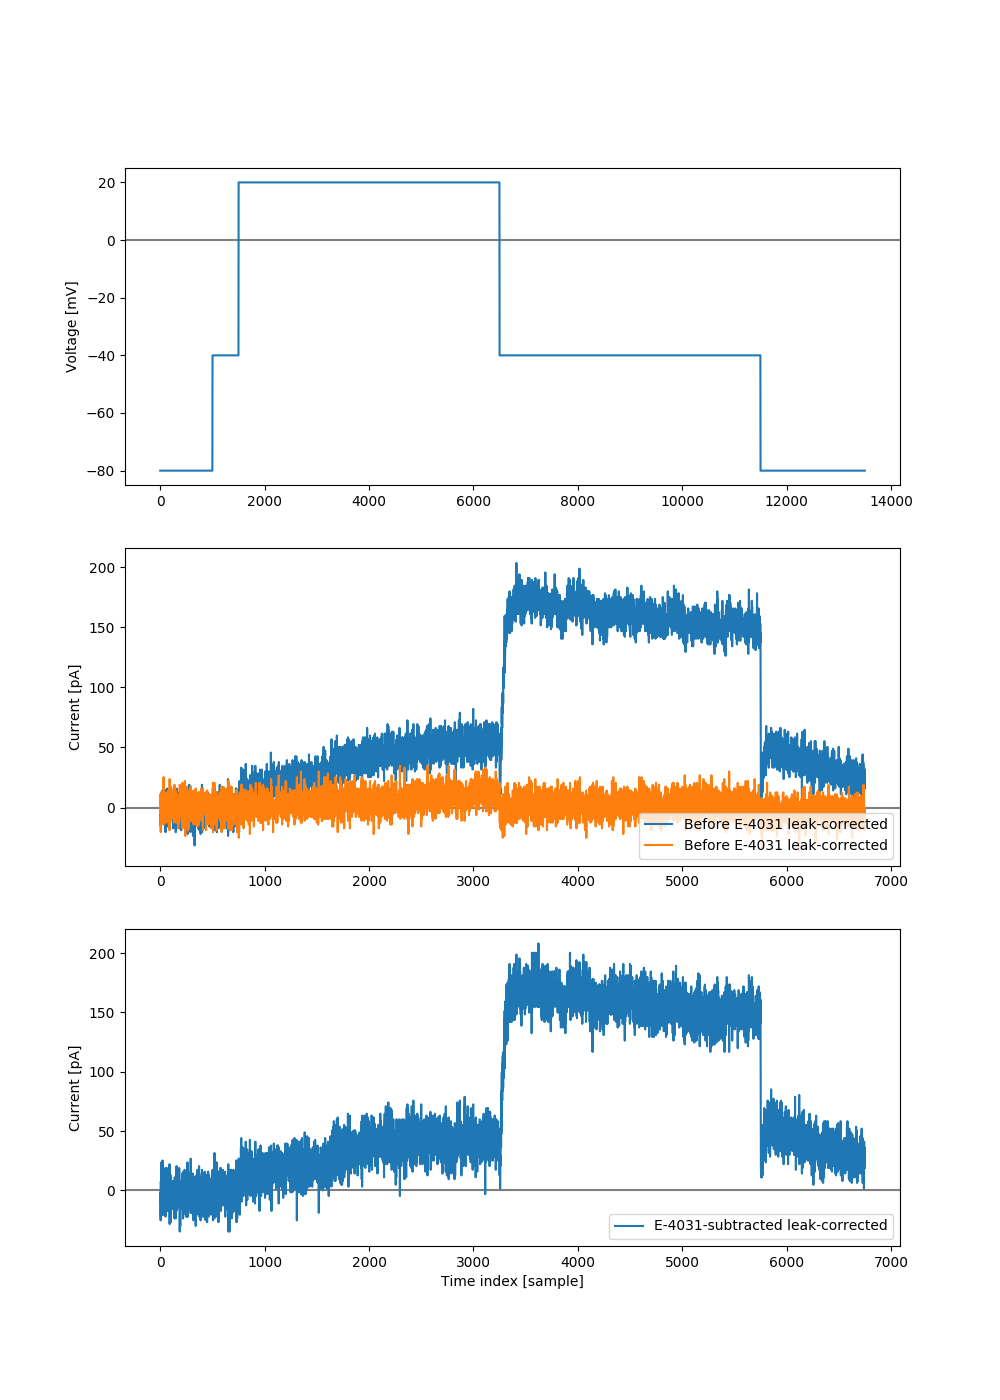 Voltage [mV]
20
0
−20
−40
−60
−80
0 2000 4000 6000 8000 10000 12000 14000
Current [pA]
200
150
100
50
0
Before E-4031 leak-corrected
Before E-4031 leak-corrected
0 1000 2000 3000 4000 5000 6000 7000
Current [pA]
200
150
100
50
0
E-4031-subtracted leak-corrected
0 1000 2000 3000 4000 5000 6000 7000
Time index [sample]